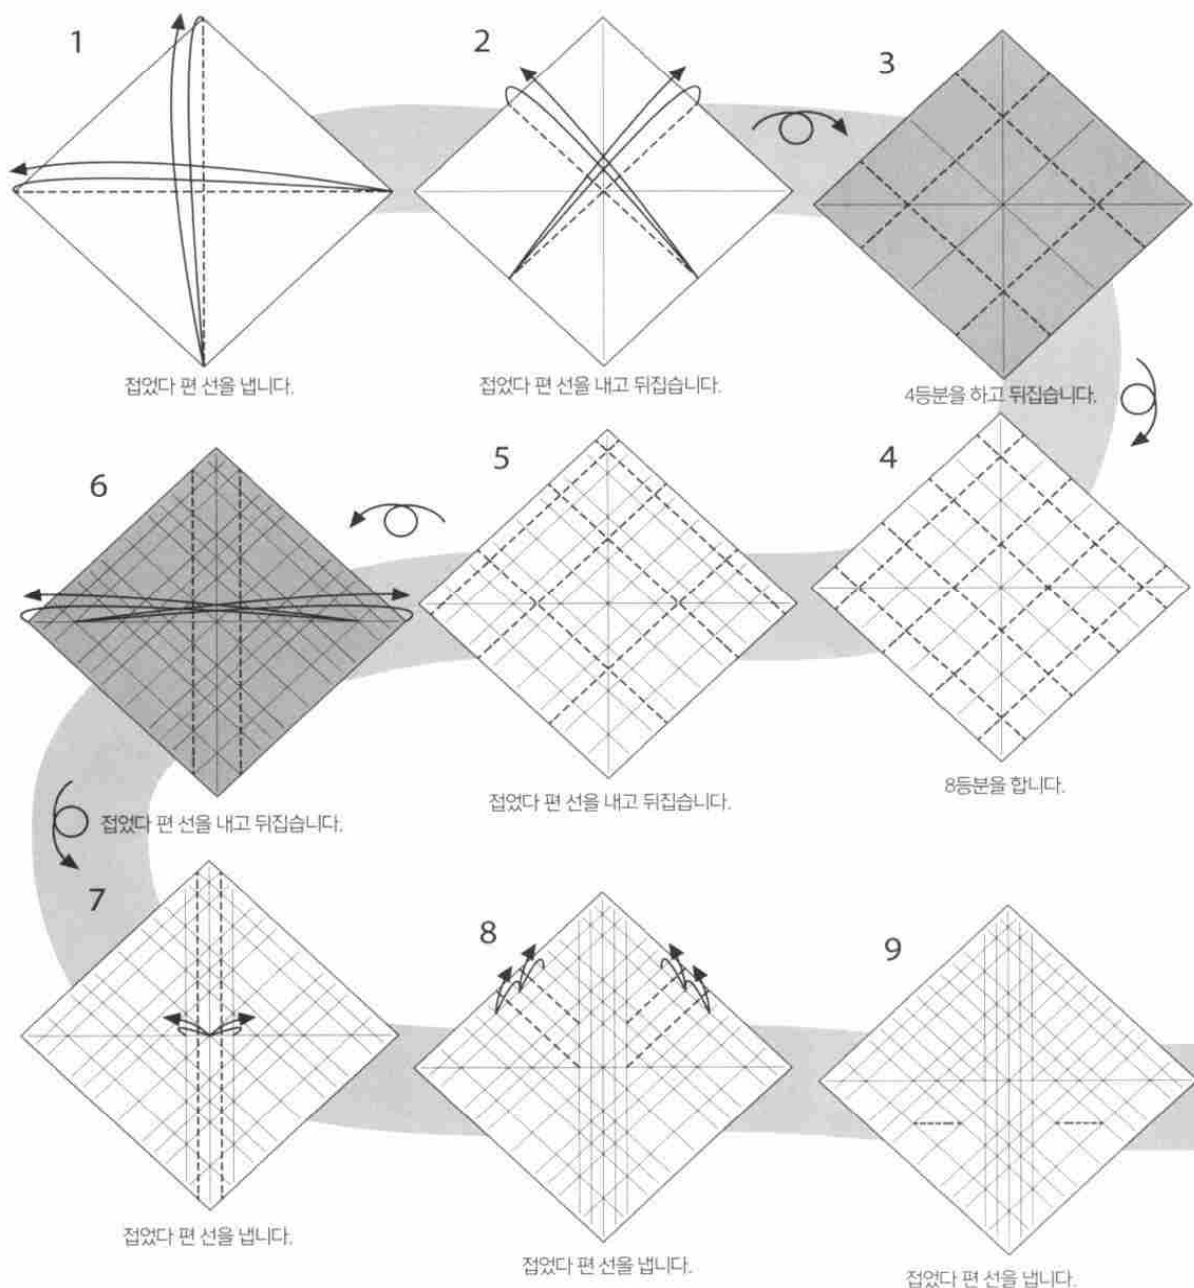 1
접었다 편 선을 냅니다.
2
접었다 편 선을 내고 뒤집습니다.
3
4등분을 하고 뒤집습니다.
4
8등분을 합니다.
5
접었다 편 선을 내고 뒤집습니다.
6
접었다 편 선을 내고 뒤집습니다.
7
접었다 편 선을 냅니다.
8
접었다 편 선을 냅니다.
9
접었다 편 선을 냅니다.